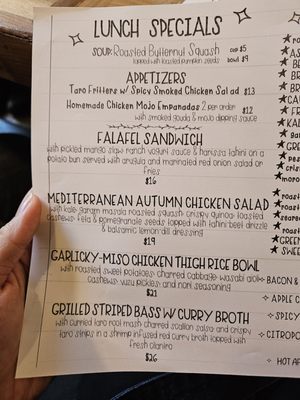 LUNCH SPECIALS
SOUP: Roasted Butternut Squash CUP $5
topped with toasted pumpkin seeds BOWL $9
APPETIZERS
Taro Fritters w/ Spicy Smoked Chicken Salad $13
Homemade Chicken Mojo Empanadas 2 per order $12
with smoked gouda & mojo dipping sauce
FALAFEL SANDWICH
with pickled mango slaw, ranch yogurt sauce & harissa tahini on a
potato bun served with arugula and marinated red onion salad or
fries
$16
MEDITERRANEAN AUTUMN CHICKEN SALAD
with kale, garam masala roasted squash, crispy quinoa, toasted
cashews, feta & pomegranate seeds topped with tahini beet drizzle
& balsamic lemon dill dressing
$19
GARLICKY-MISO CHICKEN THIGH RICE BOWL
with roasted sweet potatoes, charred cabbage, wasabi aioli
cashews, yuzu pickles, and nori seasoning
$21
GRILLED STRIPED BASS W/ CURRY BROTH
with curried taro root mash, charred scallion salsa and crispy
taro strips in a shrimp infused red curry broth topped with
fresh cilantro
$26
BACON &
APPLE C
SPICY
CITROPO
HOT AP